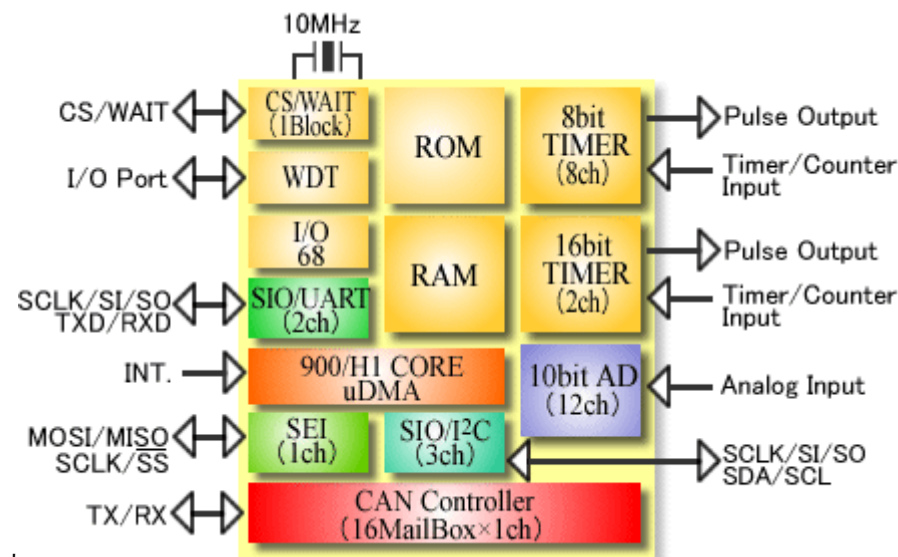 10MHz
CS/WAIT
CS/WAIT
(1Block)
ROM
8bit
TIMER
(8ch)
Pulse Output
Timer/Counter
Input
I/O Port
WDT
I/O
68
RAM
16bit
TIMER
(2ch)
Pulse Output
Timer/Counter
Input
SCLK/SI/SO
TXD/RXD
SIO/UART
(2ch)
INT.
900/H1 CORE
uDMA
10bit AD
(12ch)
Analog Input
MOSI/MISO
SCLK/S̅S̅
SEI
(1ch)
SIO/I²C
(3ch)
SCLK/SI/SO
SDA/SCL
TX/RX
CAN Controller
(16MailBox×1ch)